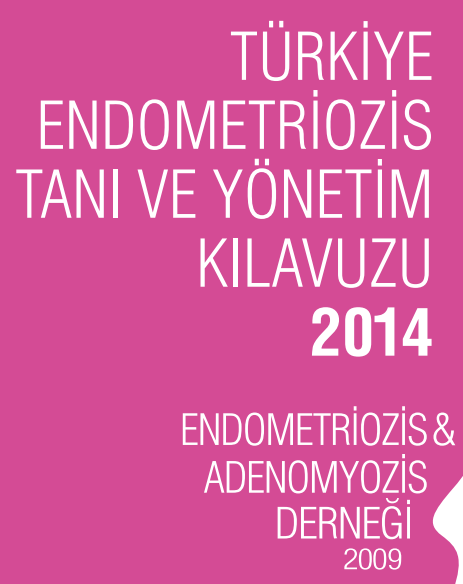 TÜRKİYE
ENDOMETRİOZİS
TANI VE YÖNETİM
KILAVUZU
2014
ENDOMETRİOZİS &
ADENOMYOZİS
DERNEĞİ
2009